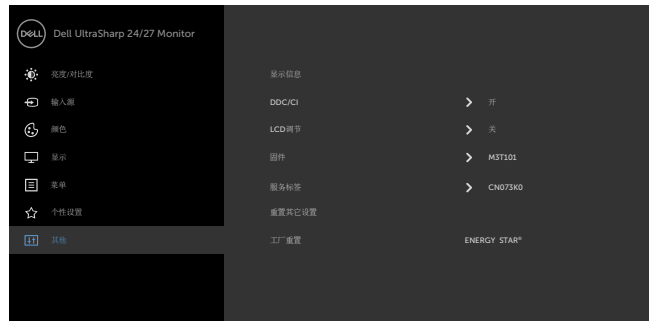 DELL Dell UltraSharp 24/27 Monitor
亮度/对比度 显示信息
输入源 DDC/CI 开
颜色 LCD调节 关
显示 固件 M3T101
菜单 服务标签 CN073K0
个性设置 重置其它设置
其他 工厂重置 ENERGY STAR®